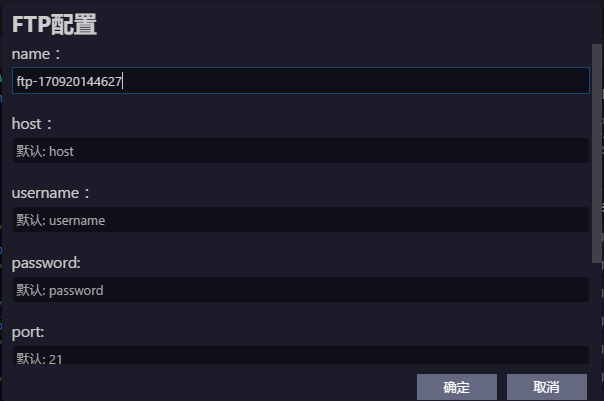 FTP配置
name：
ftp-170920144627
host：
默认: host
username：
默认: username
password:
默认: password
port:
默认: 21
确定 取消